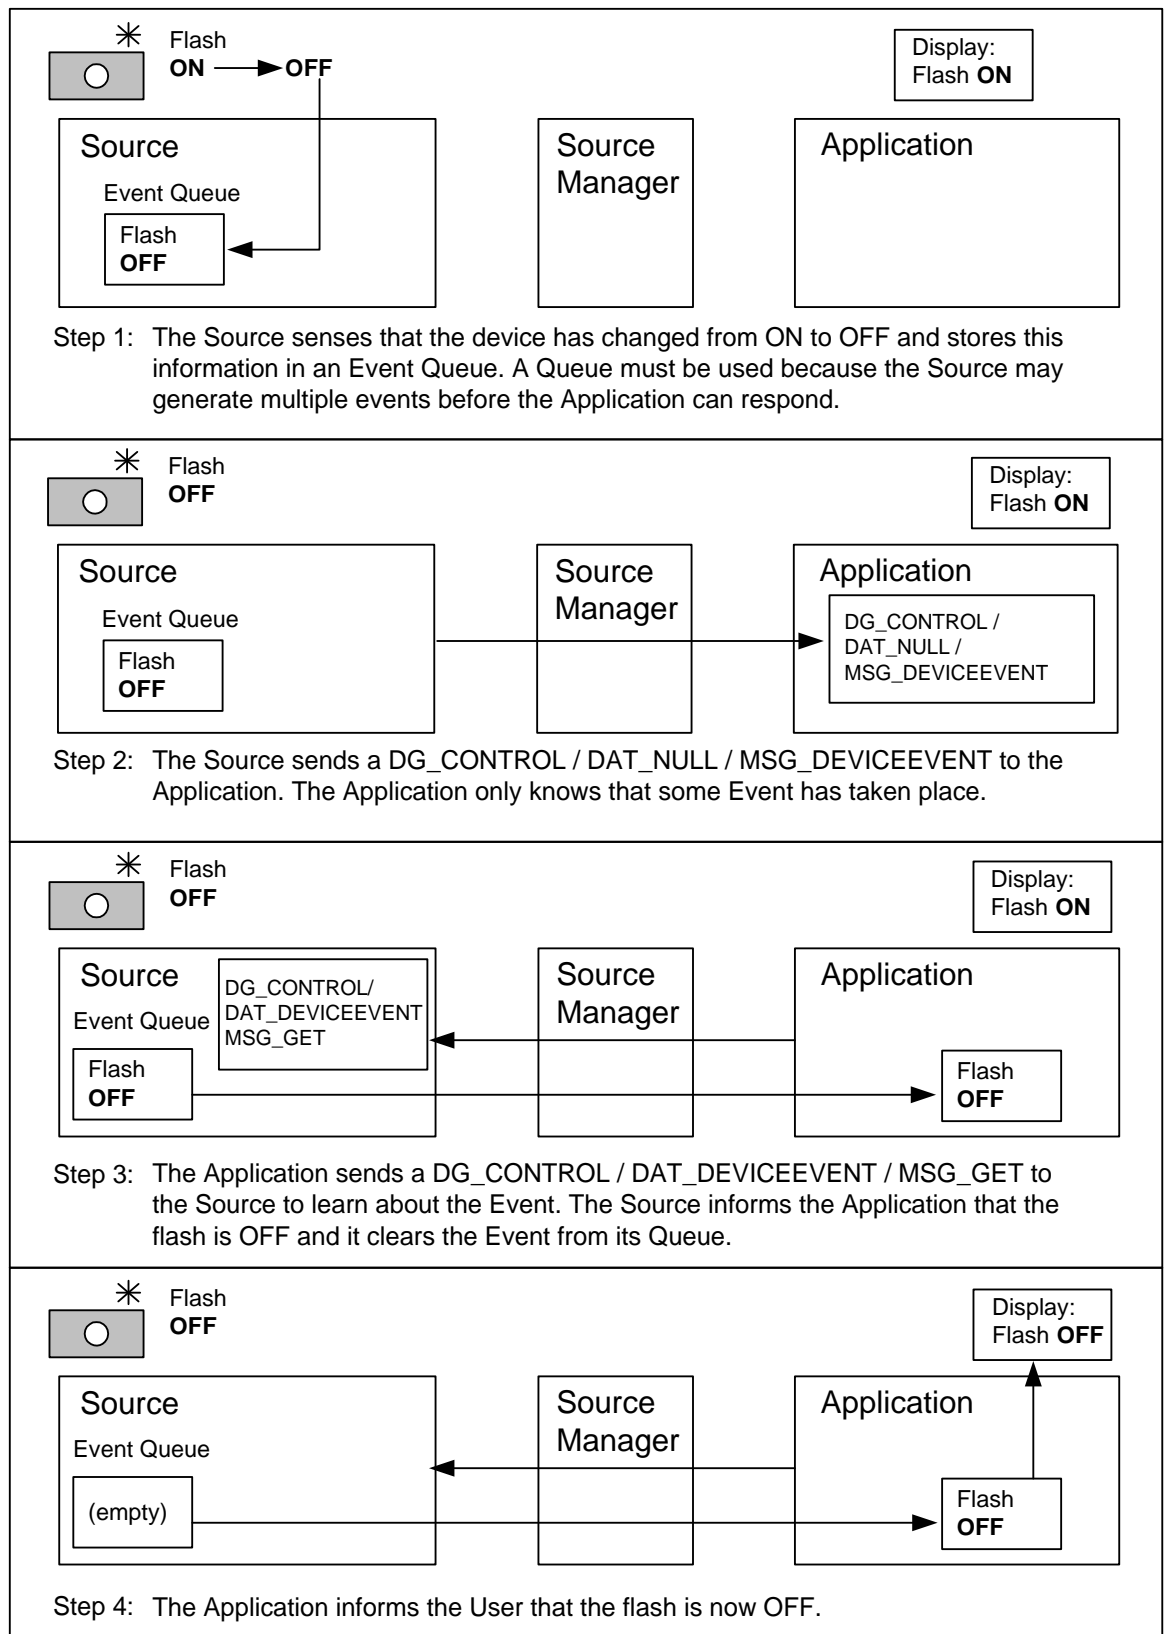 Flash
ON OFF
Display:
Flash ON
Source
Event Queue
Flash
OFF
Source
Manager
Application
Step 1: The Source senses that the device has changed from ON to OFF and stores this
information in an Event Queue. A Queue must be used because the Source may
generate multiple events before the Application can respond.
Flash
OFF
Display:
Flash ON
Source
Event Queue
Flash
OFF
Source
Manager
Application
DG_CONTROL /
DAT_NULL /
MSG_DEVICEEVENT
Step 2: The Source sends a DG_CONTROL / DAT_NULL / MSG_DEVICEEVENT to the
Application. The Application only knows that some Event has taken place.
Flash
OFF
Display:
Flash ON
Source
Event Queue
Flash
OFF
DG_CONTROL/
DAT_DEVICEEVENT
MSG_GET
Source
Manager
Application
Flash
OFF
Step 3: The Application sends a DG_CONTROL / DAT_DEVICEEVENT / MSG_GET to
the Source to learn about the Event. The Source informs the Application that the
flash is OFF and it clears the Event from its Queue.
Flash
OFF
Display:
Flash OFF
Source
Event Queue
(empty)
Source
Manager
Application
Flash
OFF
Step 4: The Application informs the User that the flash is now OFF.